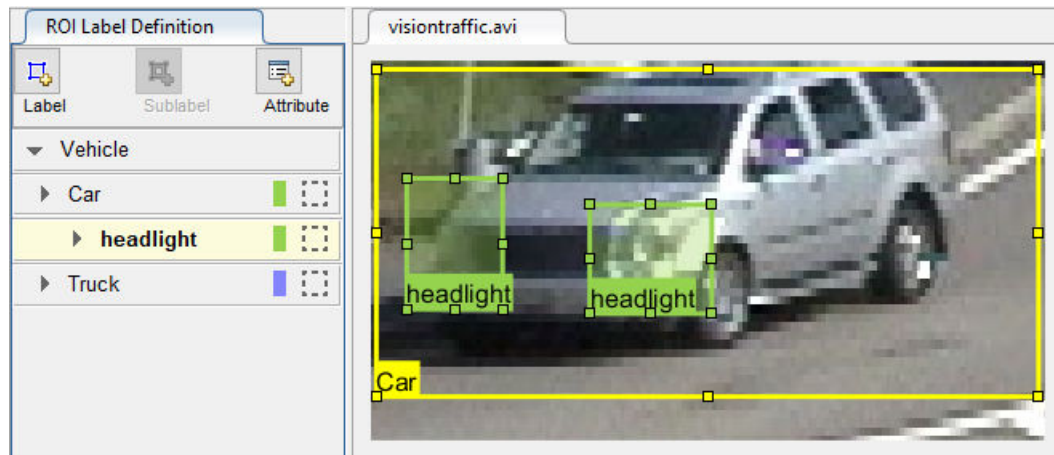 ROI Label Definition
Label
Sublabel
Attribute
Vehicle
Car
headlight
Truck
visiontraffic.avi
headlight
headlight
Car